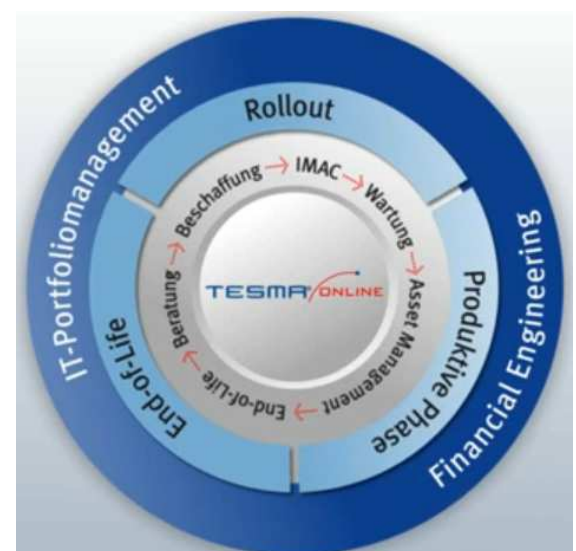 IT-Portfoliomanagement
Financial Engineering
Rollout
Produktive Phase
End-of-Life
Beschaffung → IMAC → Wartung → Asset Management → End-of-Life → Beratung →
TESMA ONLINE